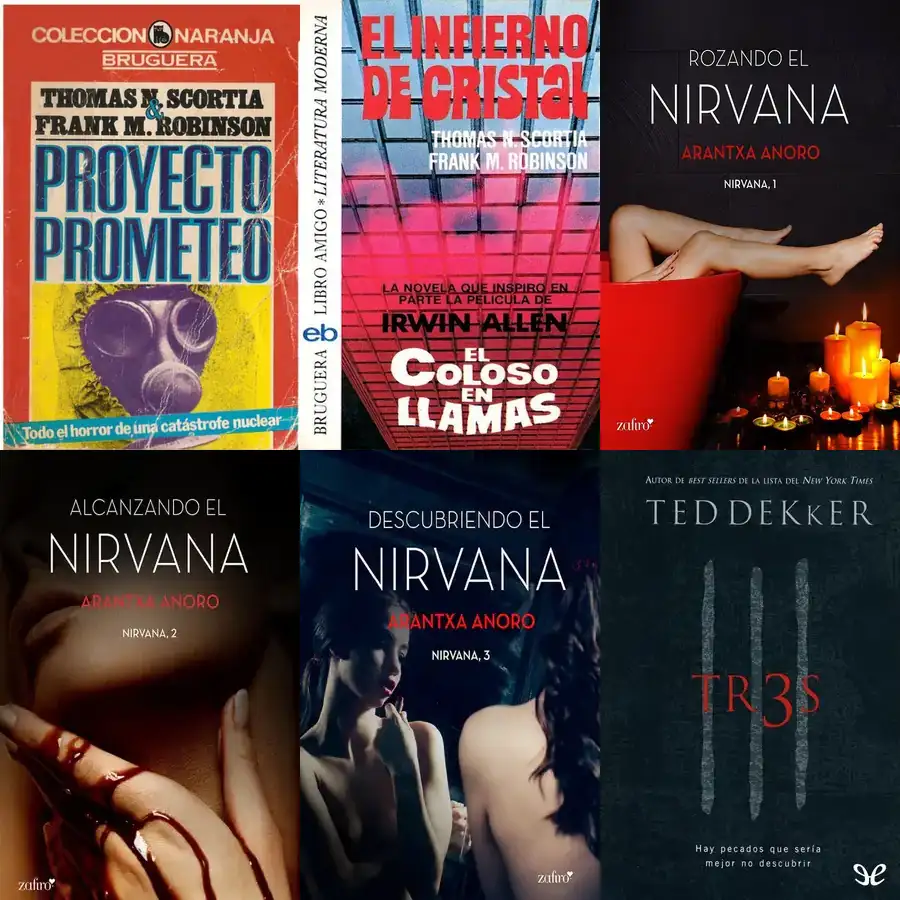 COLECCION NARANJA
BRUGUERA
THOMAS N. SCORTIA
&
FRANK M. ROBINSON
PROYECTO
PROMETEO
Todo el horror de una catástrofe nuclear
BRUGUERA eb LIBRO AMIGO * LITERATURA MODERNA
EL INFIERNO
DE CRISTAL
THOMAS N. SCORTIA
FRANK M. ROBINSON
LA NOVELA QUE INSPIRO EN
PARTE LA PELICULA DE
IRWIN ALLEN
EL
COLOSO
EN
LLAMAS
ROZANDO EL
NIRVANA
ARANTXA ANORO
NIRVANA, 1
zafiro
ALCANZANDO EL
NIRVANA
ARANTXA ANORO
NIRVANA, 2
zafiro
DESCUBRIENDO EL
NIRVANA
ARANTXA ANORO
NIRVANA, 3
zafiro
AUTOR DE BEST SELLERS DE LA LISTA DEL NEW YORK TIMES
TED DEKKER
TR3S
Hay pecados que sería
mejor no descubrir